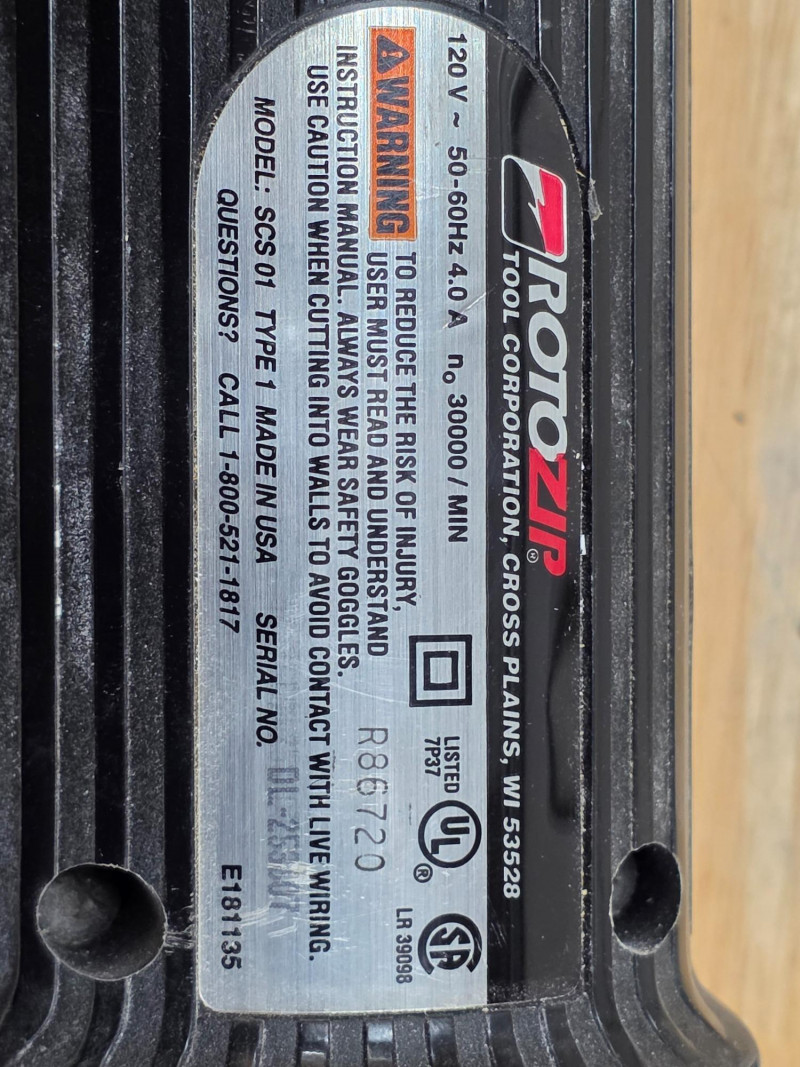 ROTOZIP®
TOOL CORPORATION, CROSS PLAINS, WI 53528
120 V ~ 50-60Hz 4.0 A n₀ 30000 / MIN
LISTED
7P37
UL®
SA
LR 39098
WARNING TO REDUCE THE RISK OF INJURY,
USER MUST READ AND UNDERSTAND
R86720
INSTRUCTION MANUAL. ALWAYS WEAR SAFETY GOGGLES.
USE CAUTION WHEN CUTTING INTO WALLS TO AVOID CONTACT WITH LIVE WIRING.
MODEL: SCS 01 TYPE 1 MADE IN USA SERIAL NO.
QUESTIONS? CALL 1-800-521-1817
E181135